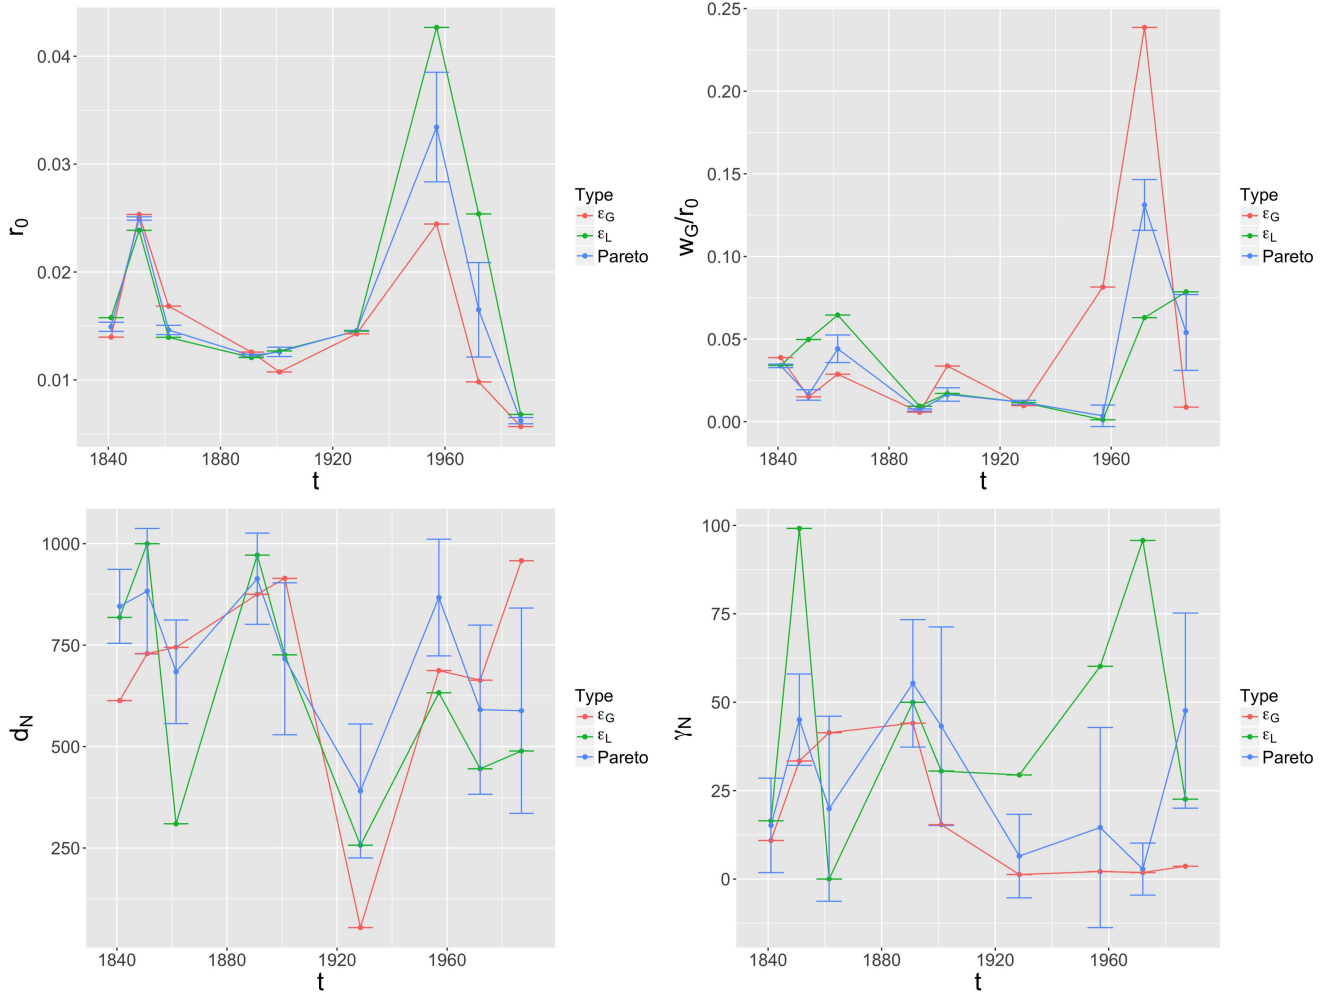 r0
0.04
0.03
0.02
0.01
1840 1880 1920 1960
t
Type
εG
εL
Pareto
wG/r0
0.25
0.20
0.15
0.10
0.05
0.00
1840 1880 1920 1960
t
Type
εG
εL
Pareto
dN
1000
750
500
250
1840 1880 1920 1960
t
Type
εG
εL
Pareto
γN
100
75
50
25
0
1840 1880 1920 1960
t
Type
εG
εL
Pareto